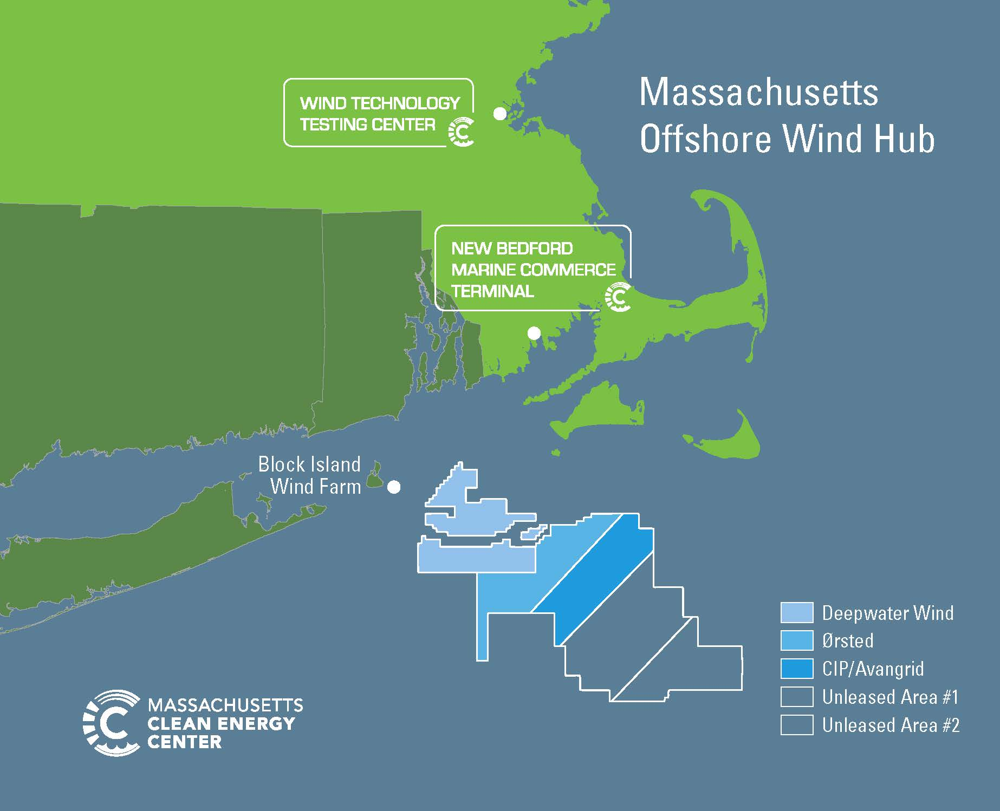 Massachusetts
Offshore Wind Hub
WIND TECHNOLOGY
TESTING CENTER
C
NEW BEDFORD
MARINE COMMERCE
TERMINAL
C
Block Island
Wind Farm
Deepwater Wind
Ørsted
CIP/Avangrid
Unleased Area #1
Unleased Area #2
C
MASSACHUSETTS
CLEAN ENERGY
CENTER